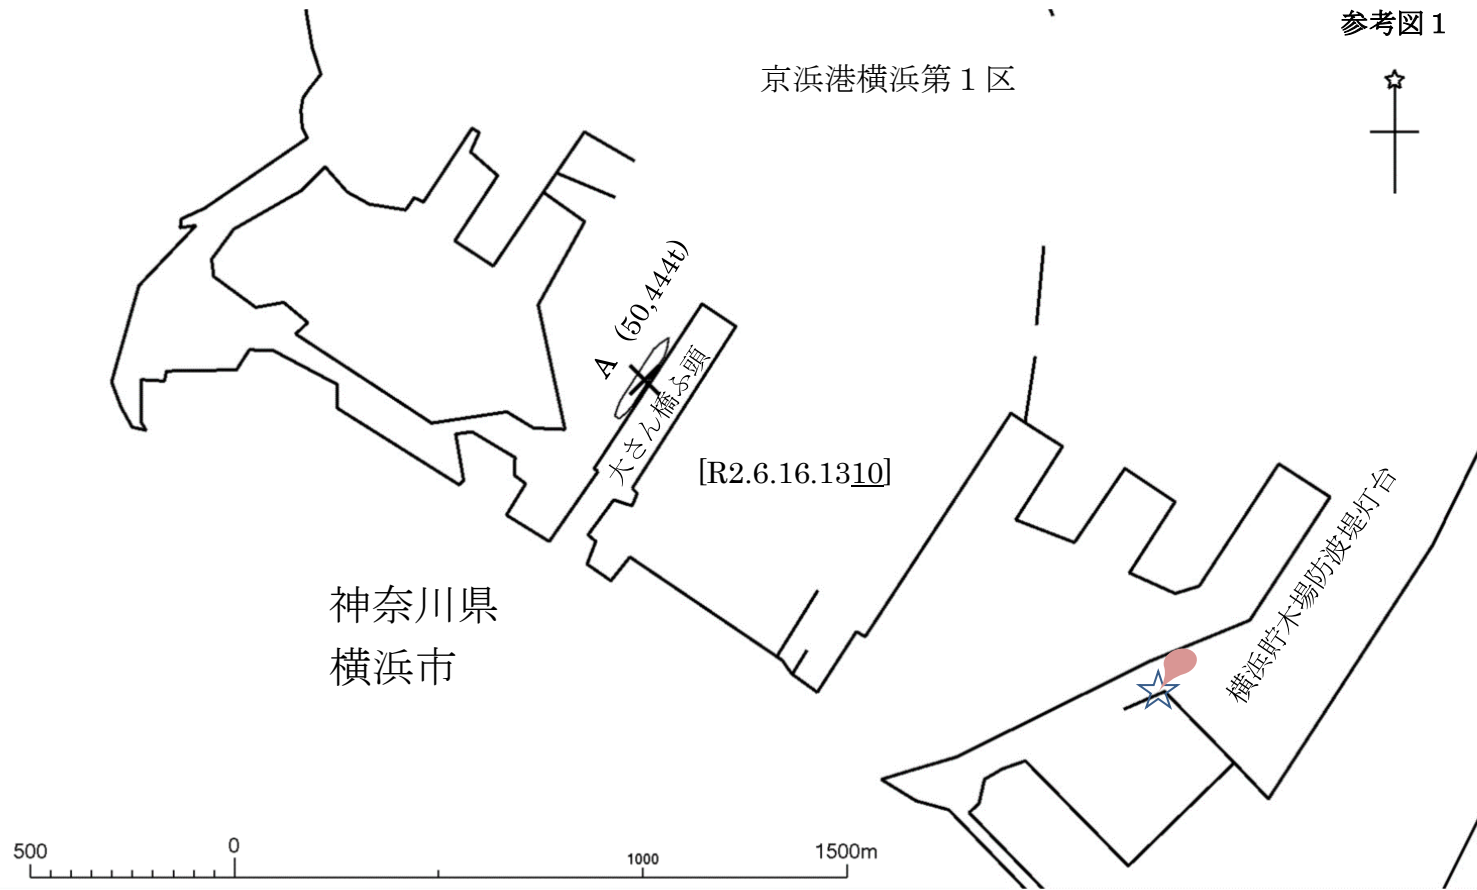 参考図１
京浜港横浜第１区
A (50,444t)
大さん橋ふ頭
[R2.6.16.1310]
横浜貯木場防波堤灯台
神奈川県
横浜市
500 0 1000 1500m